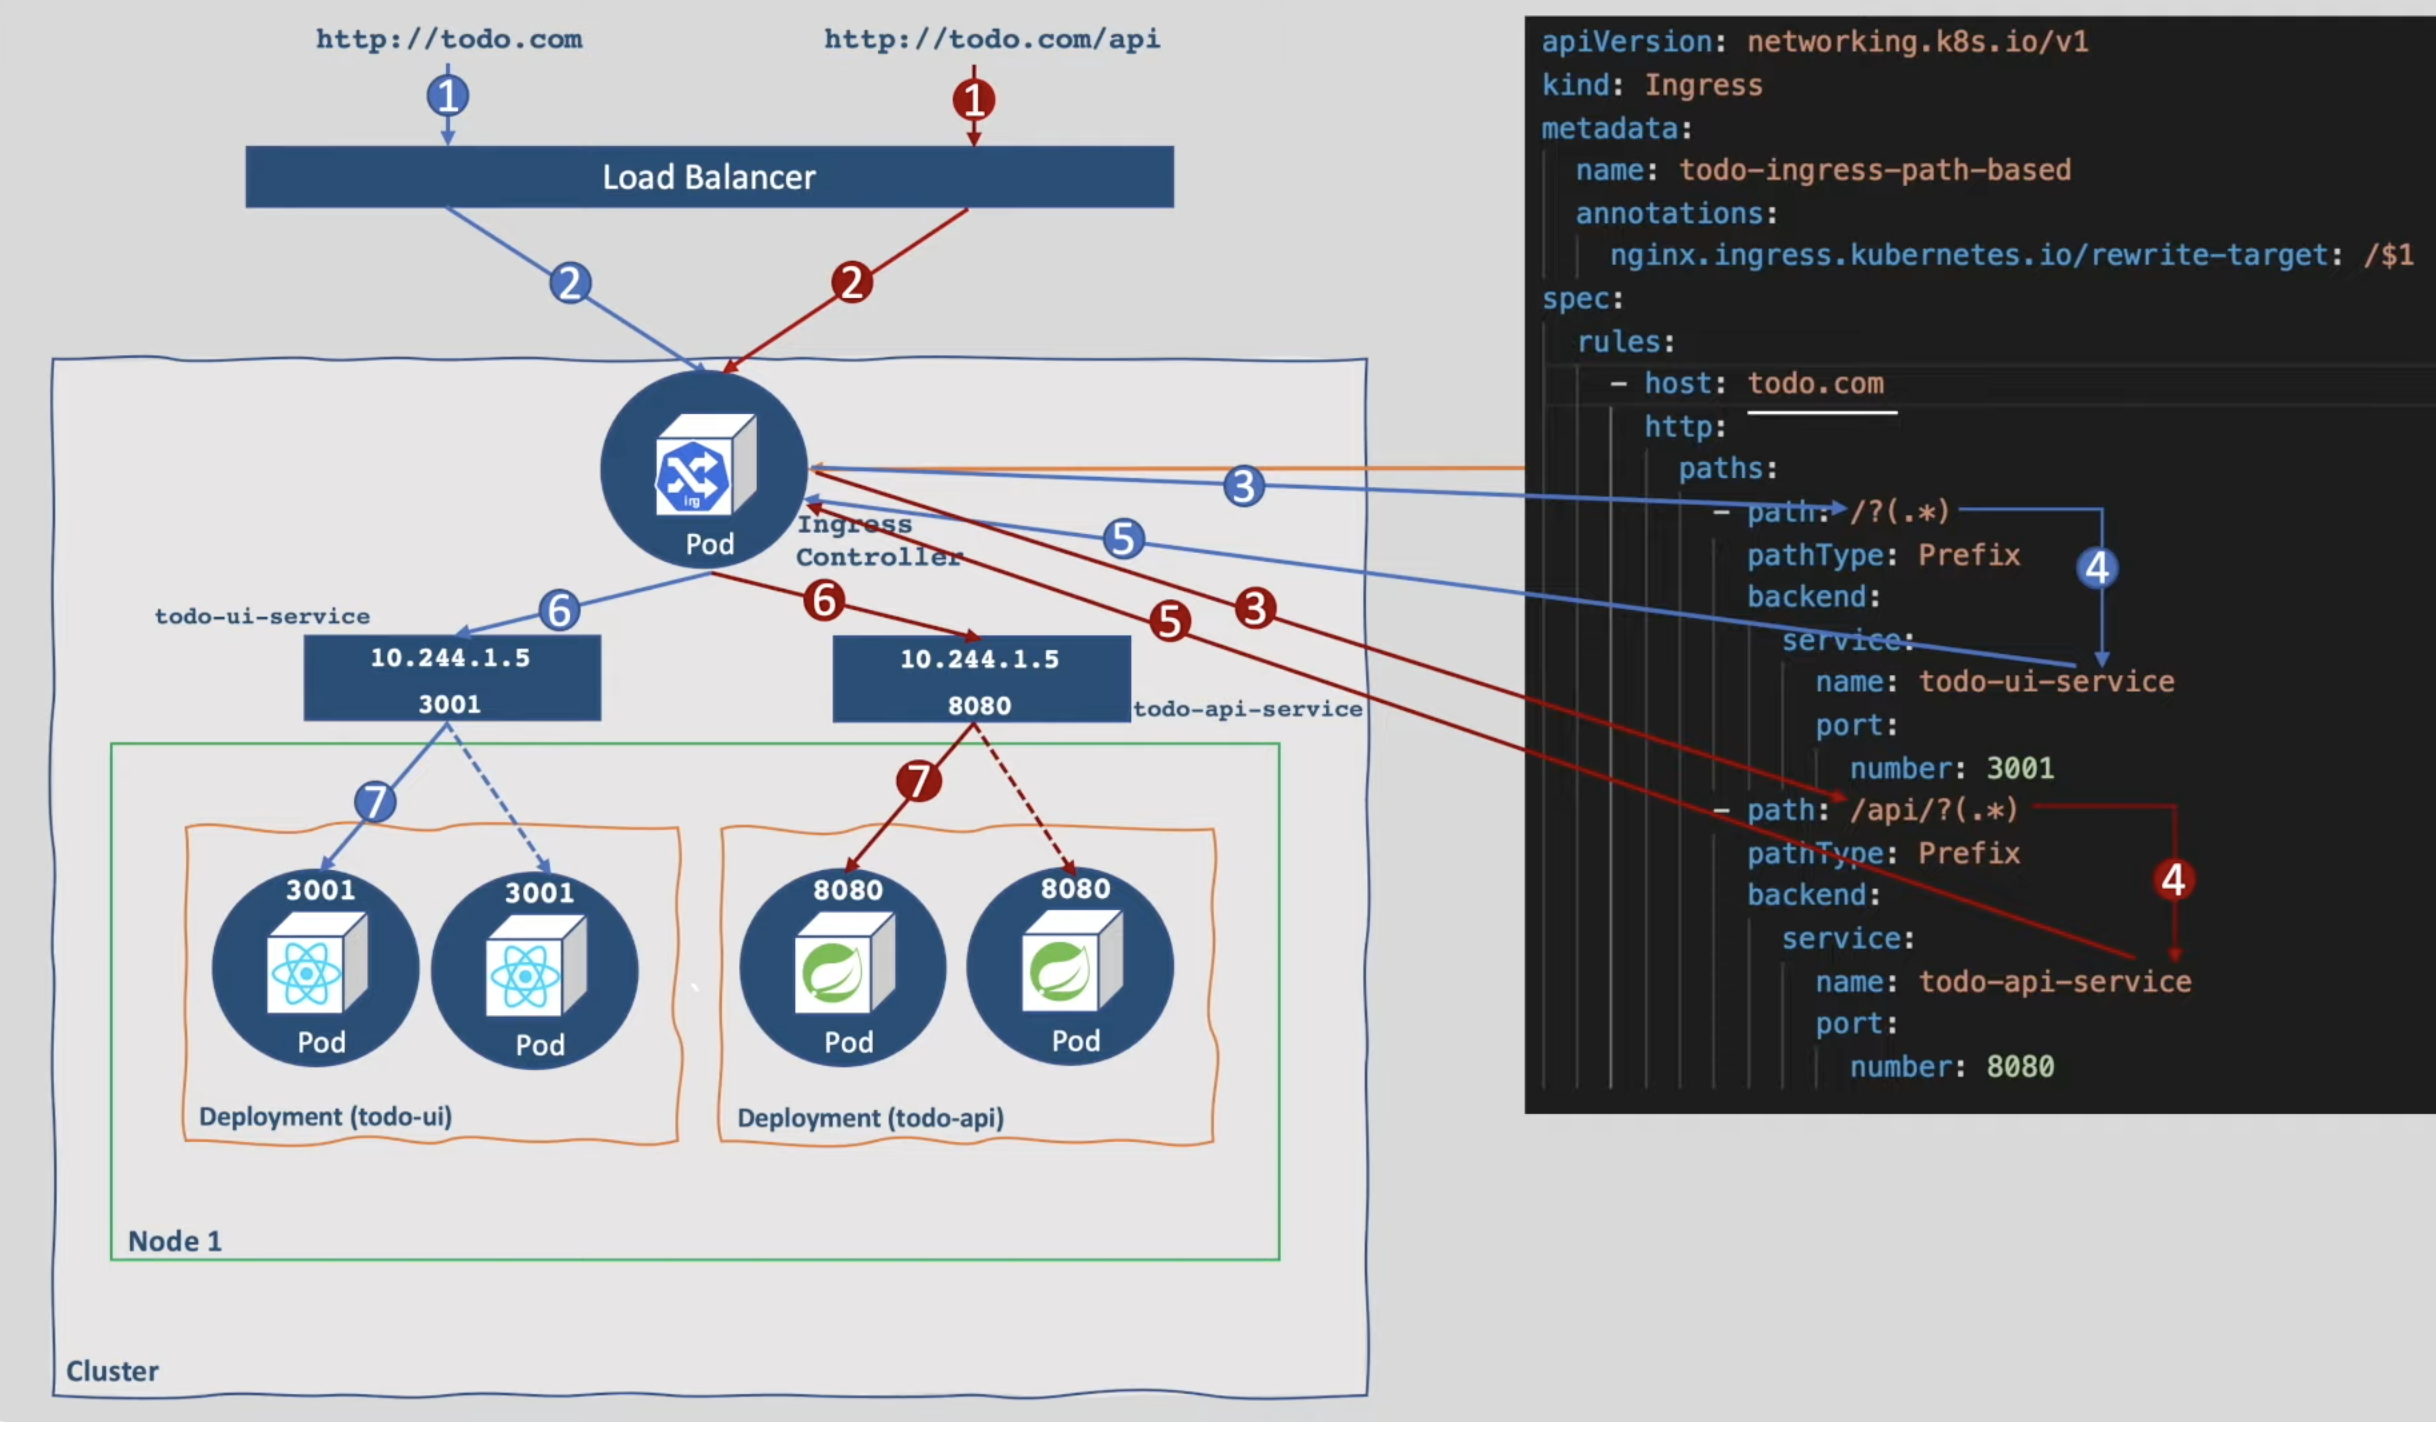 http://todo.com
http://todo.com/api
1
1
Load Balancer
2
2
irg
Pod
Ingress
Controller
3
5
6
6
5
3
todo-ui-service
10.244.1.5
3001
10.244.1.5
8080
todo-api-service
7
7
3001
Pod
3001
Pod
8080
Pod
8080
Pod
Deployment (todo-ui)
Deployment (todo-api)
Node 1
Cluster
apiVersion: networking.k8s.io/v1
kind: Ingress
metadata:
name: todo-ingress-path-based
annotations:
nginx.ingress.kubernetes.io/rewrite-target: /$1
spec:
rules:
- host: todo.com
http:
paths:
- path: /?(.*)
pathType: Prefix
4
backend:
service:
name: todo-ui-service
port:
number: 3001
- path: /api/?(.*)
pathType: Prefix
4
backend:
service:
name: todo-api-service
port:
number: 8080